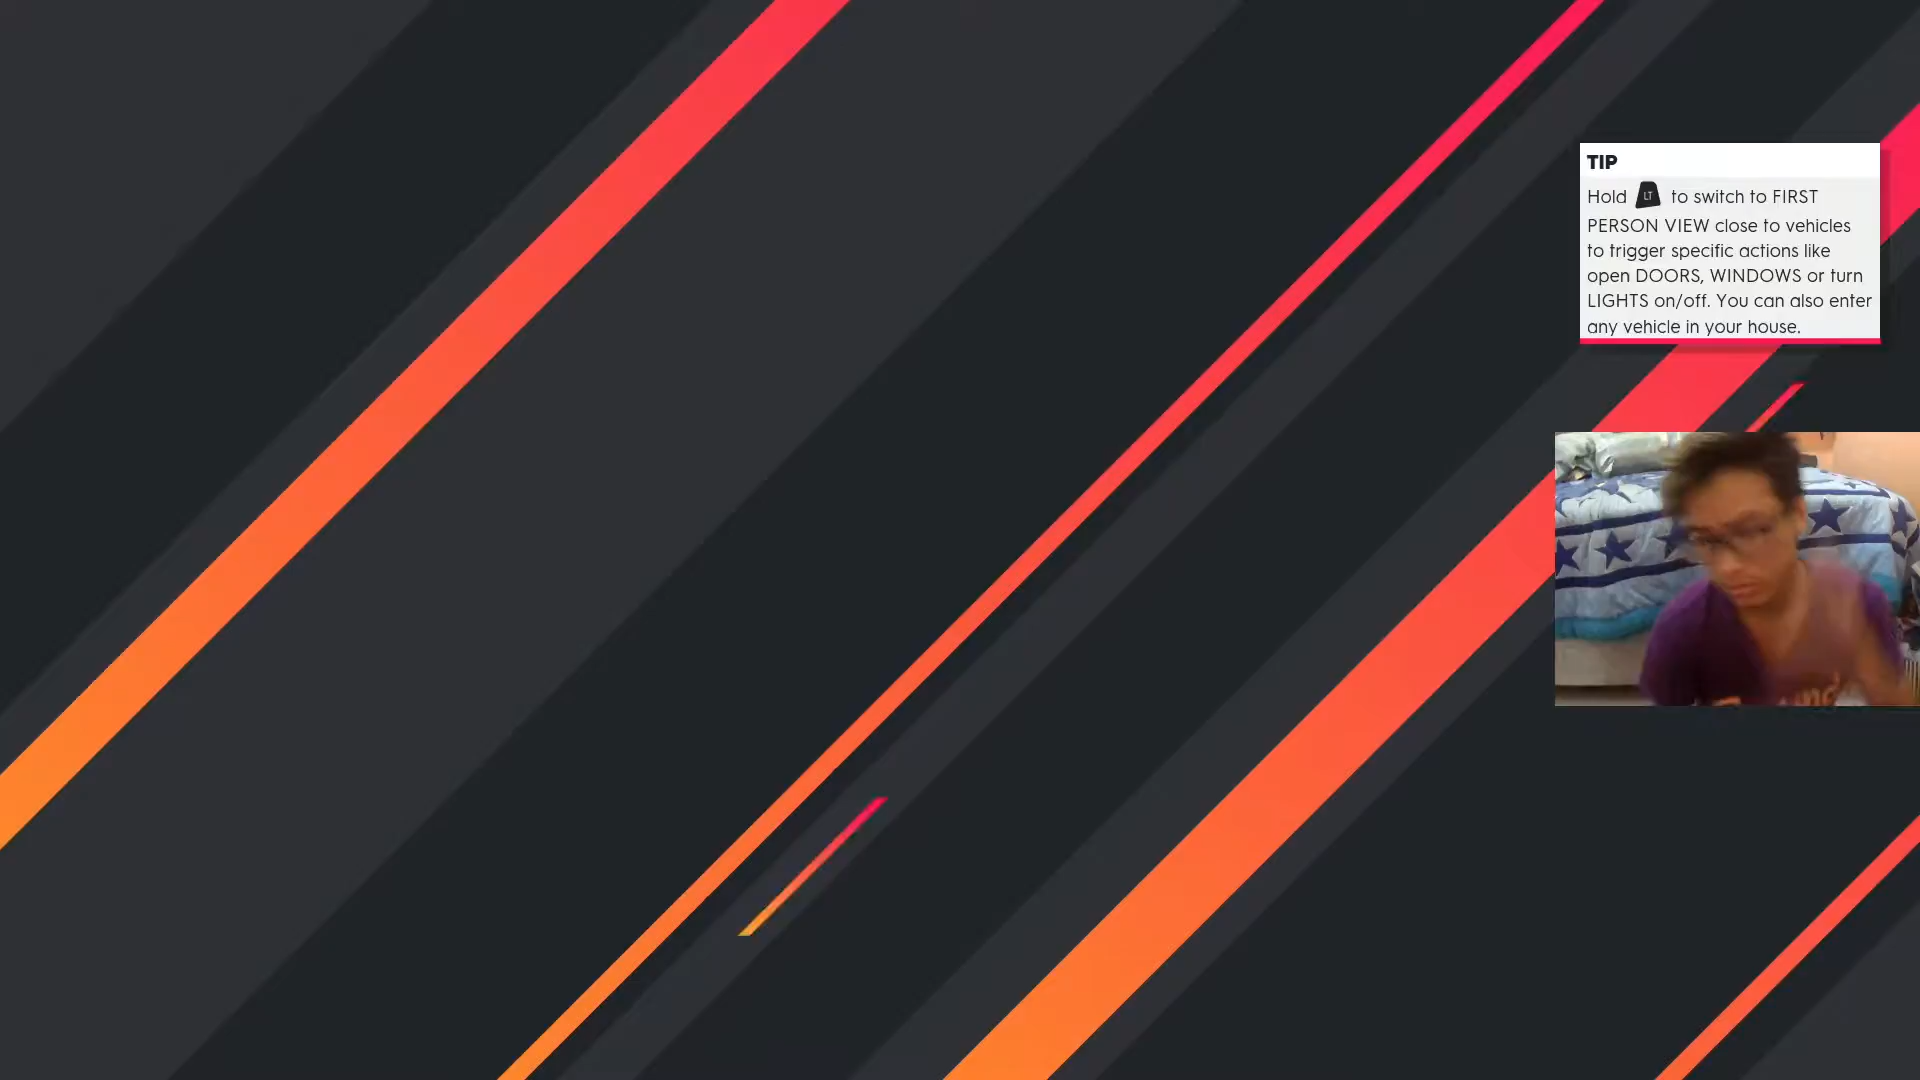 TIP
Hold LT to switch to FIRST
PERSON VIEW close to vehicles
to trigger specific actions like
open DOORS, WINDOWS or turn
LIGHTS on/off. You can also enter
any vehicle in your house.